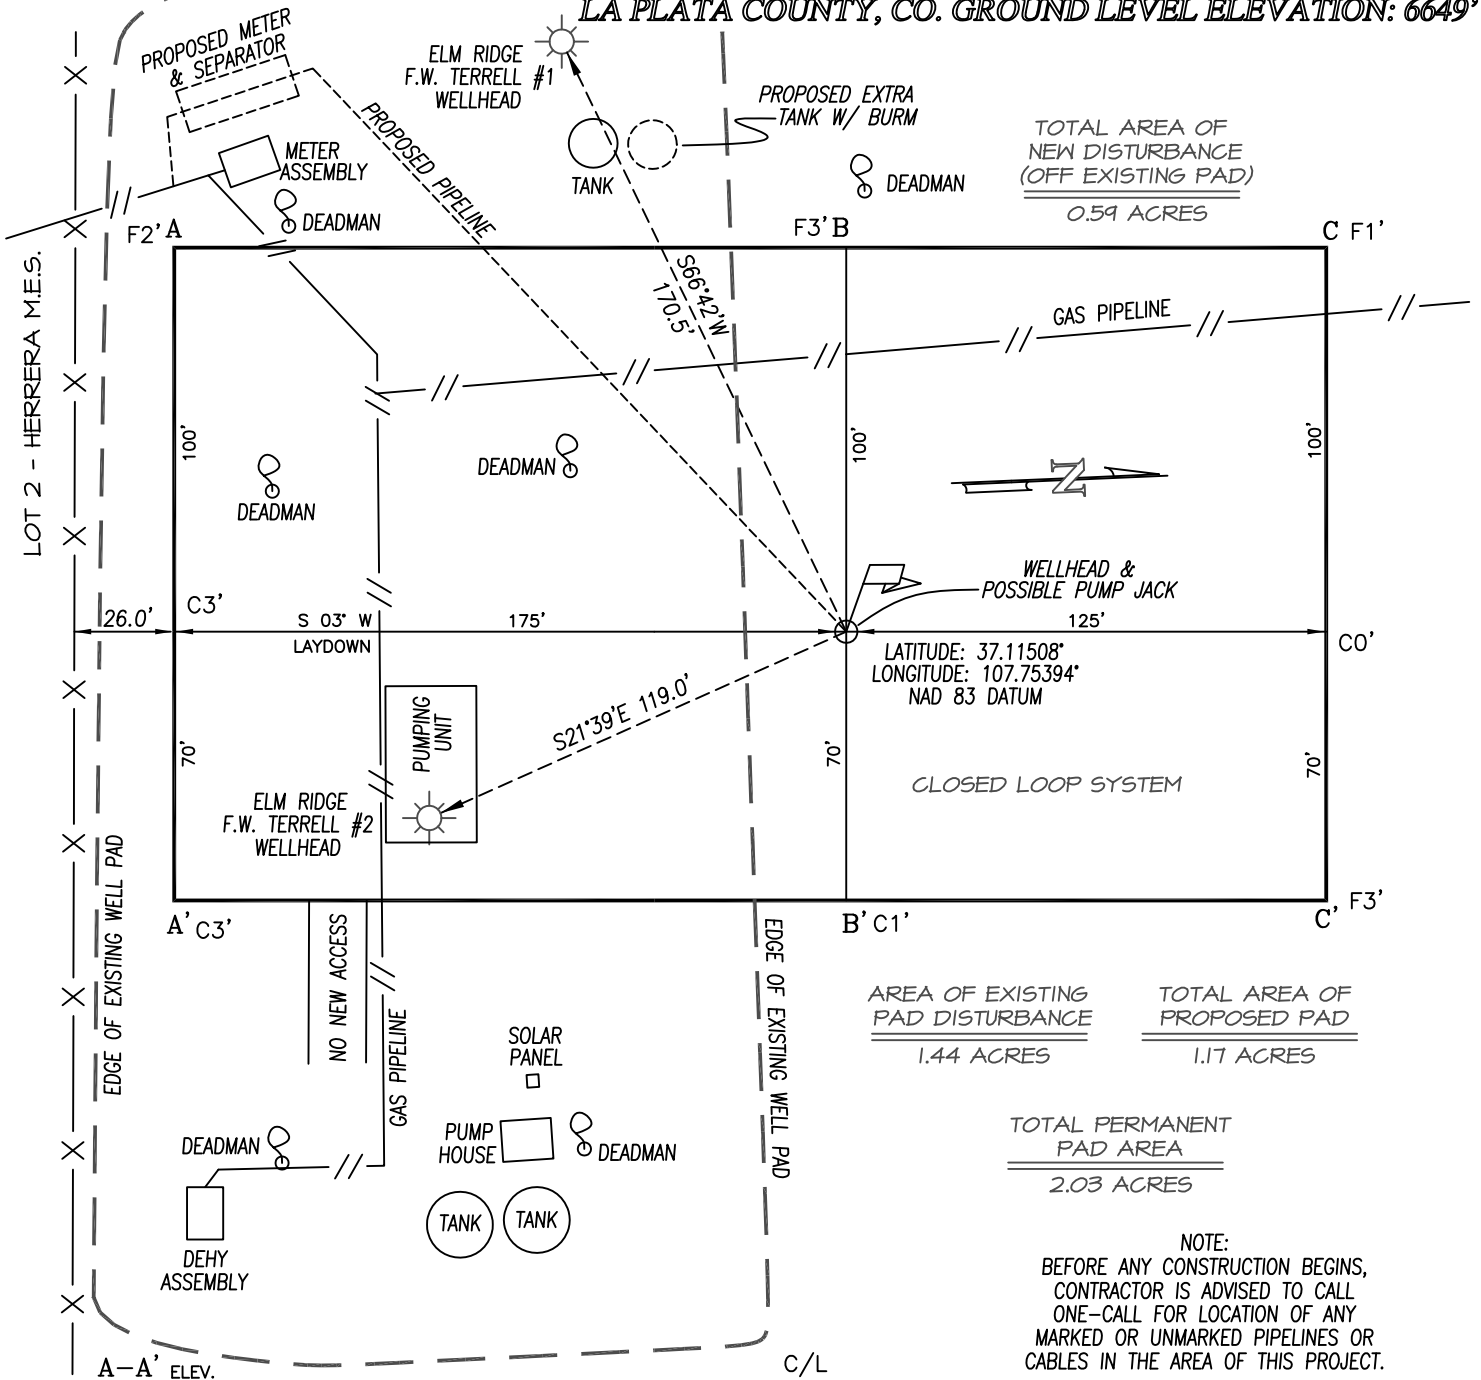 LA PLATA COUNTY, CO. GROUND LEVEL ELEVATION: 6649'
PROPOSED METER
& SEPARATOR
ELM RIDGE
F.W. TERRELL #1
WELLHEAD
PROPOSED EXTRA
TANK W/ BURM
TOTAL AREA OF
NEW DISTURBANCE
(OFF EXISTING PAD)
0.59 ACRES
PROPOSED PIPELINE
METER
ASSEMBLY
TANK
DEADMAN
DEADMAN
F2' A
F3' B
C F1'
LOT 2 - HERRERA M.E.S.
S66°42'W
170.5'
GAS PIPELINE
100'
100'
100'
DEADMAN
DEADMAN
N
WELLHEAD &
POSSIBLE PUMP JACK
26.0'
C3'
S 03° W
175'
125'
LAYDOWN
C0'
LATITUDE: 37.11508°
LONGITUDE: 107.75394°
NAD 83 DATUM
S21°39'E 119.0'
PUMPING
UNIT
70'
70'
70'
CLOSED LOOP SYSTEM
ELM RIDGE
F.W. TERRELL #2
WELLHEAD
A' C3'
B' C1'
C' F3'
EDGE OF EXISTING WELL PAD
NO NEW ACCESS
GAS PIPELINE
EDGE OF EXISTING WELL PAD
AREA OF EXISTING
PAD DISTURBANCE
1.44 ACRES
TOTAL AREA OF
PROPOSED PAD
1.17 ACRES
SOLAR
PANEL
PUMP
HOUSE
DEADMAN
DEADMAN
TOTAL PERMANENT
PAD AREA
2.03 ACRES
TANK
TANK
DEHY
ASSEMBLY
NOTE:
BEFORE ANY CONSTRUCTION BEGINS,
CONTRACTOR IS ADVISED TO CALL
ONE-CALL FOR LOCATION OF ANY
MARKED OR UNMARKED PIPELINES OR
CABLES IN THE AREA OF THIS PROJECT.
A-A' ELEV.
C/L